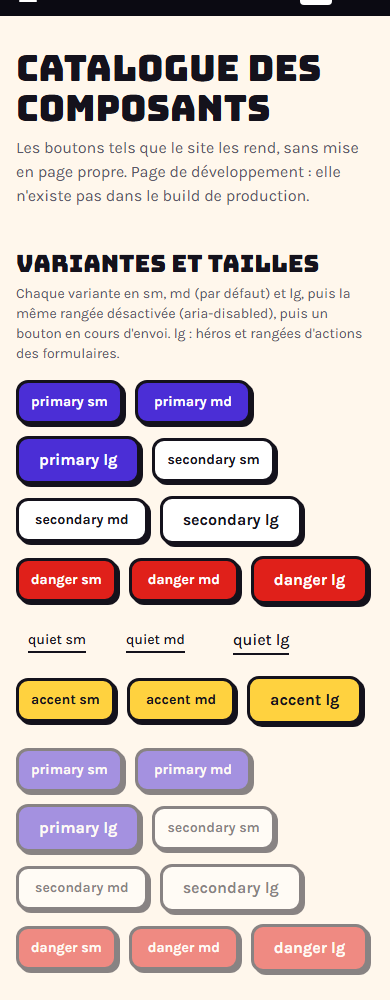 CATALOGUE DES
COMPOSANTS
Les boutons tels que le site les rend, sans mise
en page propre. Page de développement : elle
n'existe pas dans le build de production.
VARIANTES ET TAILLES
Chaque variante en sm, md (par défaut) et lg, puis la
même rangée désactivée (aria-disabled), puis un
bouton en cours d'envoi. lg : héros et rangées d'actions
des formulaires.
primary sm primary md
primary lg secondary sm
secondary md secondary lg
danger sm danger md danger lg
quiet sm quiet md quiet lg
accent sm accent md accent lg
primary sm primary md
primary lg secondary sm
secondary md secondary lg
danger sm danger md danger lg